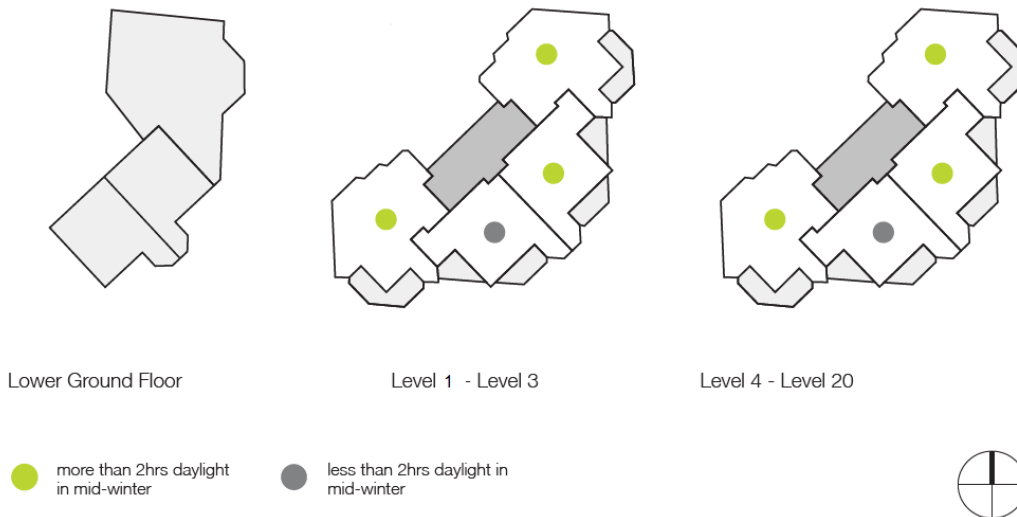 Lower Ground Floor
Level 1 - Level 3
Level 4 - Level 20
more than 2hrs daylight
in mid-winter
less than 2hrs daylight in
mid-winter